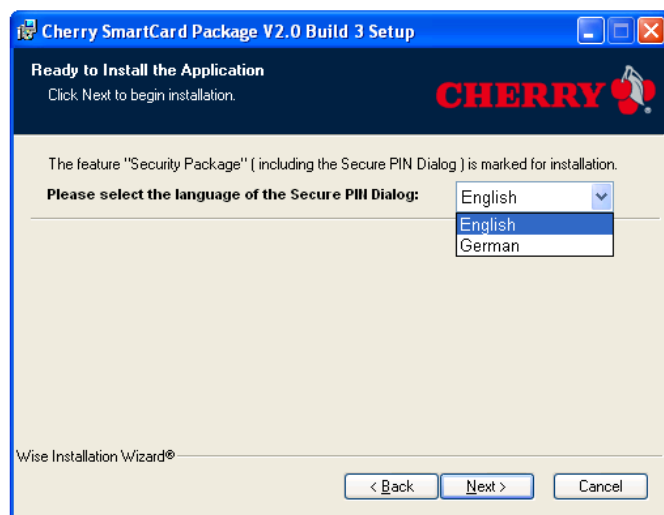 Cherry SmartCard Package V2.0 Build 3 Setup
Ready to Install the Application
Click Next to begin installation.
CHERRY
The feature "Security Package" ( including the Secure PIN Dialog ) is marked for installation.
Please select the language of the Secure PIN Dialog:
English
English
German
Wise Installation Wizard®
< Back
Next >
Cancel